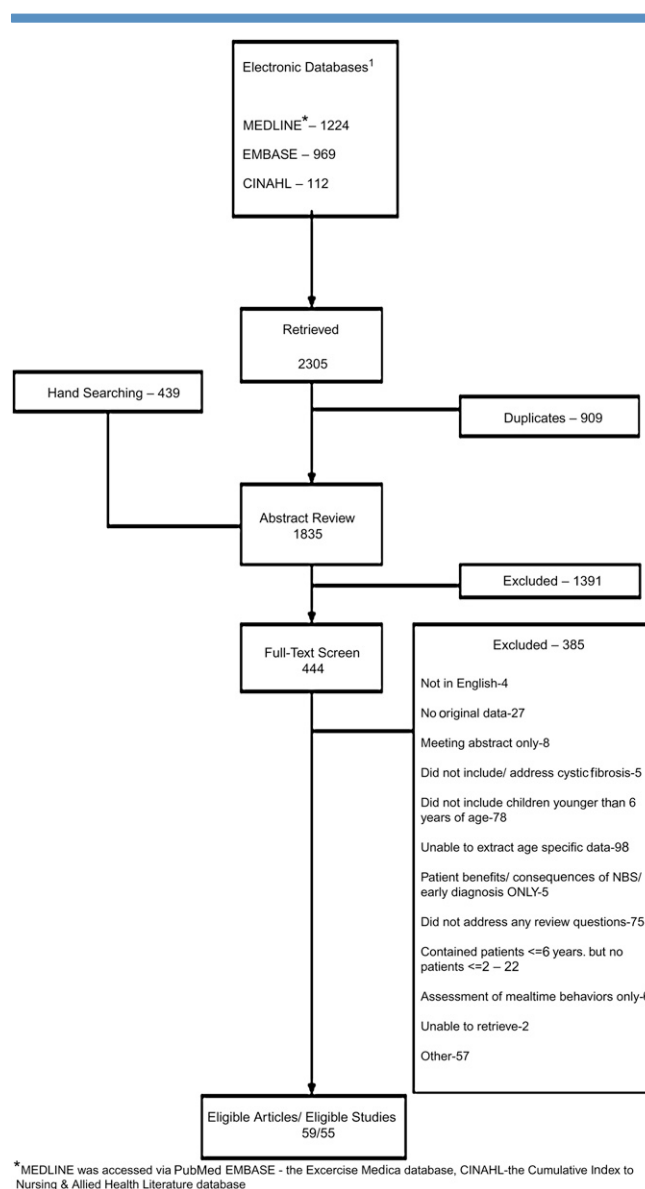 Electronic Databases1
MEDLINE*– 1224
EMBASE – 969
CINAHL – 112
Retrieved
2305
Hand Searching – 439
Duplicates – 909
Abstract Review
1835
Excluded – 1391
Full-Text Screen
444
Excluded – 385
Not in English-4
No original data-27
Meeting abstract only-8
Did not include/ address cystic fibrosis-5
Did not include children younger than 6
years of age-78
Unable to extract age specific data-98
Patient benefits/ consequences of NBS/
early diagnosis ONLY-5
Did not address any review questions-75
Contained patients <=6 years. but no
patients <=2 – 22
Assessment of mealtime behaviors only-
Unable to retrieve-2
Other-57
Eligible Articles/ Eligible Studies
59/55
*MEDLINE was accessed via PubMed EMBASE - the Excercise Medica database, CINAHL-the Cumulative Index to
Nursing & Allied Health Literature database